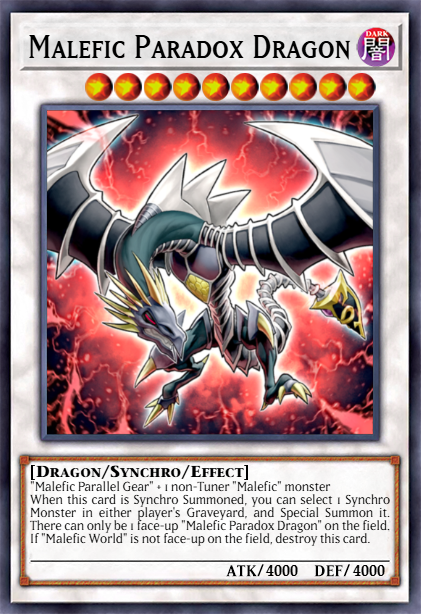 Malefic Paradox Dragon
DARK
闇
[Dragon/Synchro/Effect]
"Malefic Parallel Gear" + 1 non-Tuner "Malefic" monster
When this card is Synchro Summoned, you can select 1 Synchro
Monster in either player's Graveyard, and Special Summon it.
There can only be 1 face-up "Malefic Paradox Dragon" on the field.
If "Malefic World" is not face-up on the field, destroy this card.
ATK/4000 DEF/4000